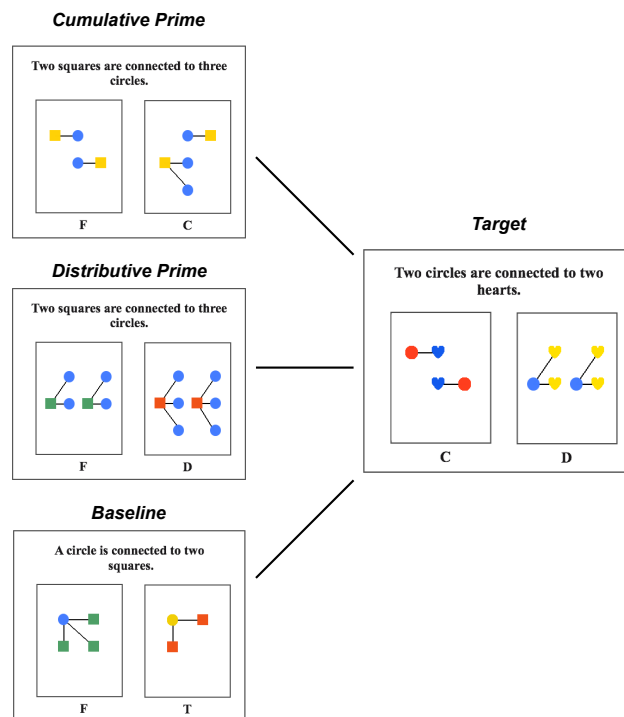 Cumulative Prime
Two squares are connected to three
circles.
F
C
Distributive Prime
Two squares are connected to three
circles.
F
D
Baseline
A circle is connected to two
squares.
F
T
Target
Two circles are connected to two
hearts.
C
D